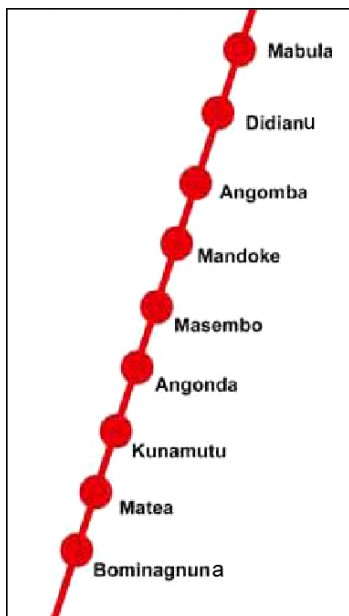 Mabula
Didianu
Angomba
Mandoke
Masembo
Angonda
Kunamutu
Matea
Bominagnuna